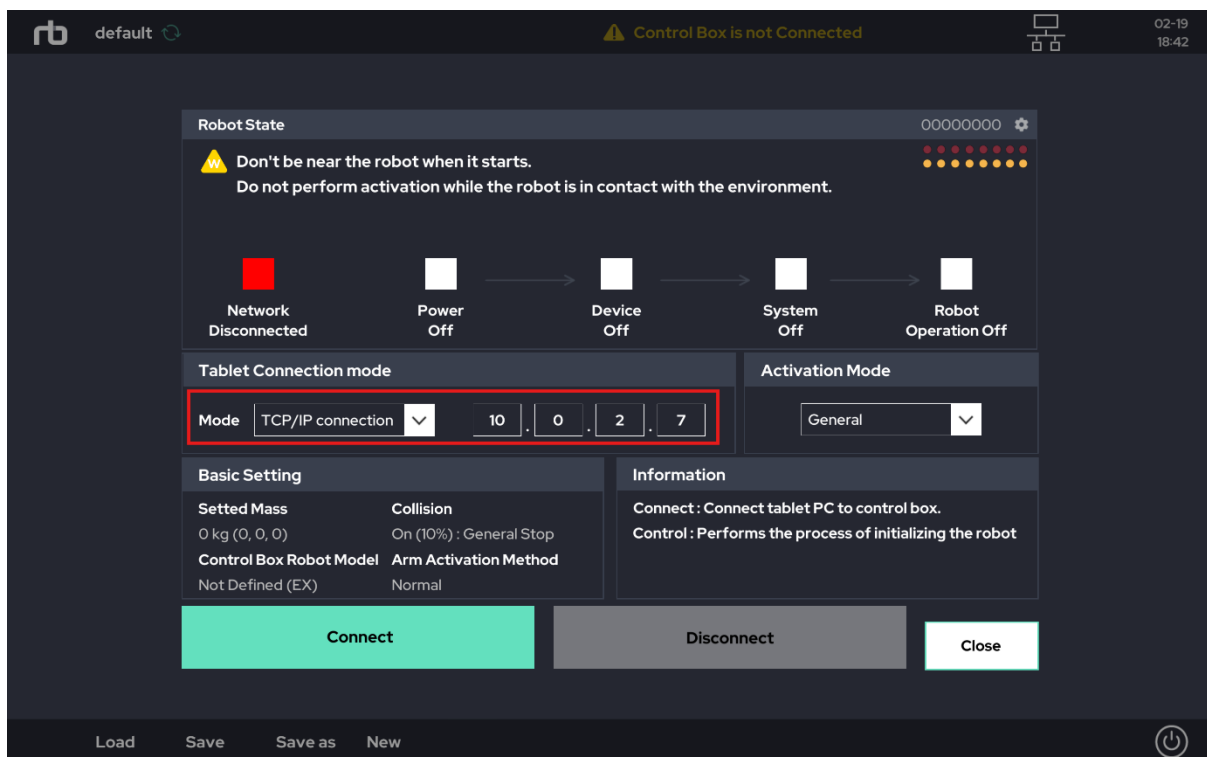 rb default Control Box is not Connected 02-19
18:42
Robot State 00000000
W Don't be near the robot when it starts.
Do not perform activation while the robot is in contact with the environment.
Network Power Device System Robot
Disconnected Off Off Off Operation Off
Tablet Connection mode Activation Mode
Mode TCP/IP connection 10 . 0 . 2 . 7 General
Basic Setting Information
Setted Mass Collision Connect : Connect tablet PC to control box.
0 kg (0, 0, 0) On (10%) : General Stop Control : Performs the process of initializing the robot
Control Box Robot Model Arm Activation Method
Not Defined (EX) Normal
Connect Disconnect Close
Load Save Save as New